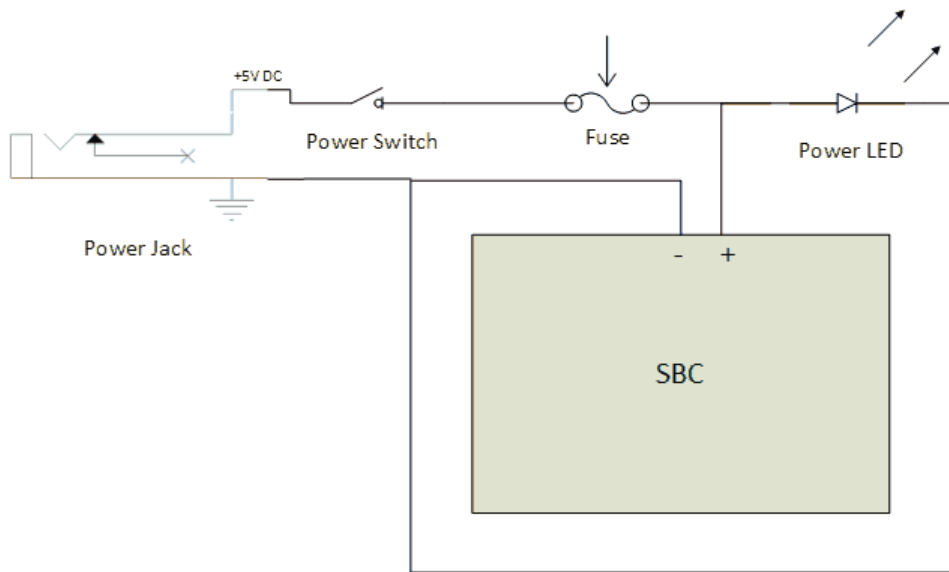 +5V DC
Power Switch
Fuse
Power LED
Power Jack
- +
SBC